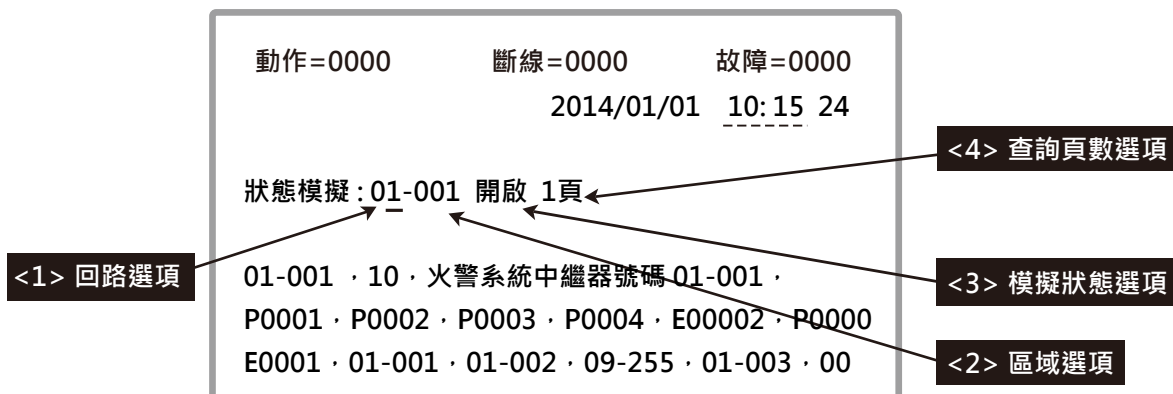 動作=0000 斷線=0000 故障=0000
2014/01/01 10:15 24
<4> 查詢頁數選項
狀態模擬:01-001 開啟 1頁
<1> 回路選項
01-001，10，火警系統中繼器號碼 01-001，
<3> 模擬狀態選項
P0001，P0002，P0003，P0004，E00002，P0000
E0001，01-001，01-002，09-255，01-003，00
<2> 區域選項